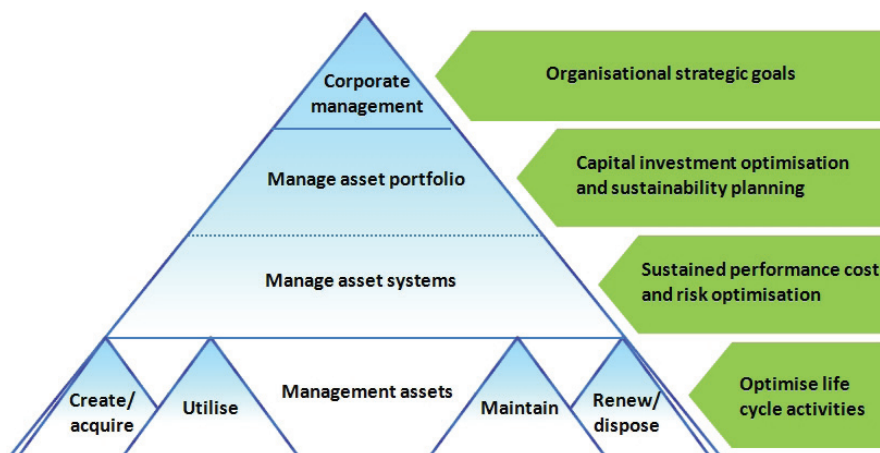 Corporate
management
Organisational strategic goals
Manage asset portfolio
Capital investment optimisation
and sustainability planning
Manage asset systems
Sustained performance cost
and risk optimisation
Create/
acquire
Utilise
Management assets
Maintain
Renew/
dispose
Optimise life
cycle activities